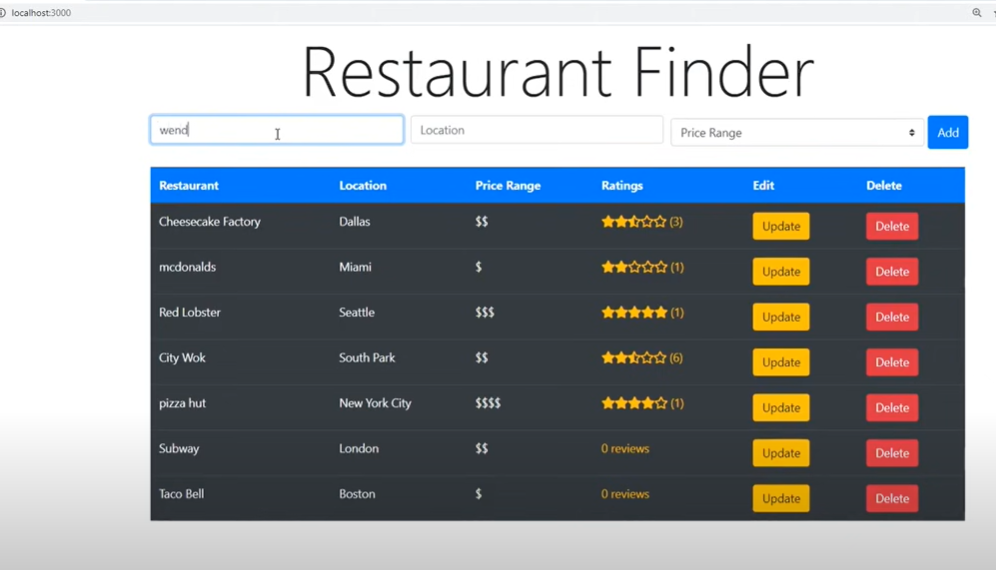 localhost:3000
Restaurant Finder
wend Location Price Range Add
Restaurant Location Price Range Ratings Edit Delete
Cheesecake Factory Dallas $$ (3) Update Delete
mcdonalds Miami $ (1) Update Delete
Red Lobster Seattle $$$ (1) Update Delete
City Wok South Park $$ (6) Update Delete
pizza hut New York City $$$$ (1) Update Delete
Subway London $$ 0 reviews Update Delete
Taco Bell Boston $ 0 reviews Update Delete